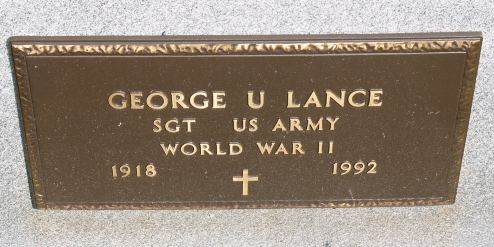 GEORGE U LANCE
SGT US ARMY
WORLD WAR II
1918 1992